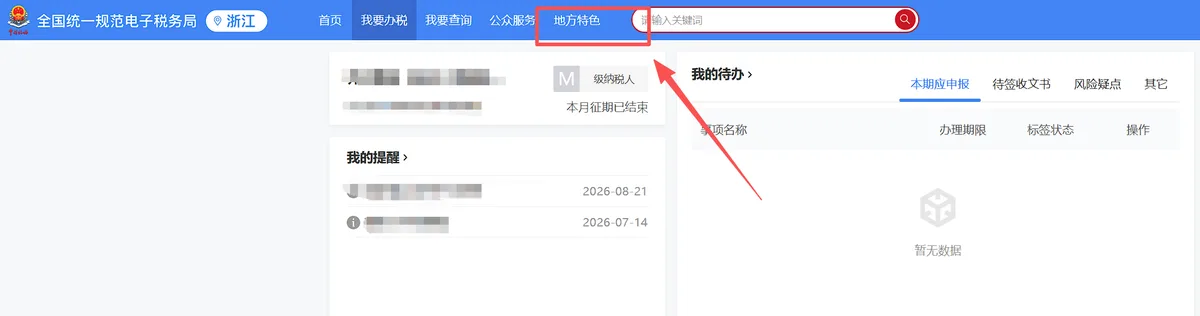 全国统一规范电子税务局 浙江 首页 我要办税 我要查询 公众服务 地方特色 请输入关键词
M 级纳税人
本月征期已结束
我的提醒 ›
2026-08-21
2026-07-14
我的待办 ›
本期应申报 待签收文书 风险疑点 其它
事项名称 办理期限 标签状态 操作
暂无数据